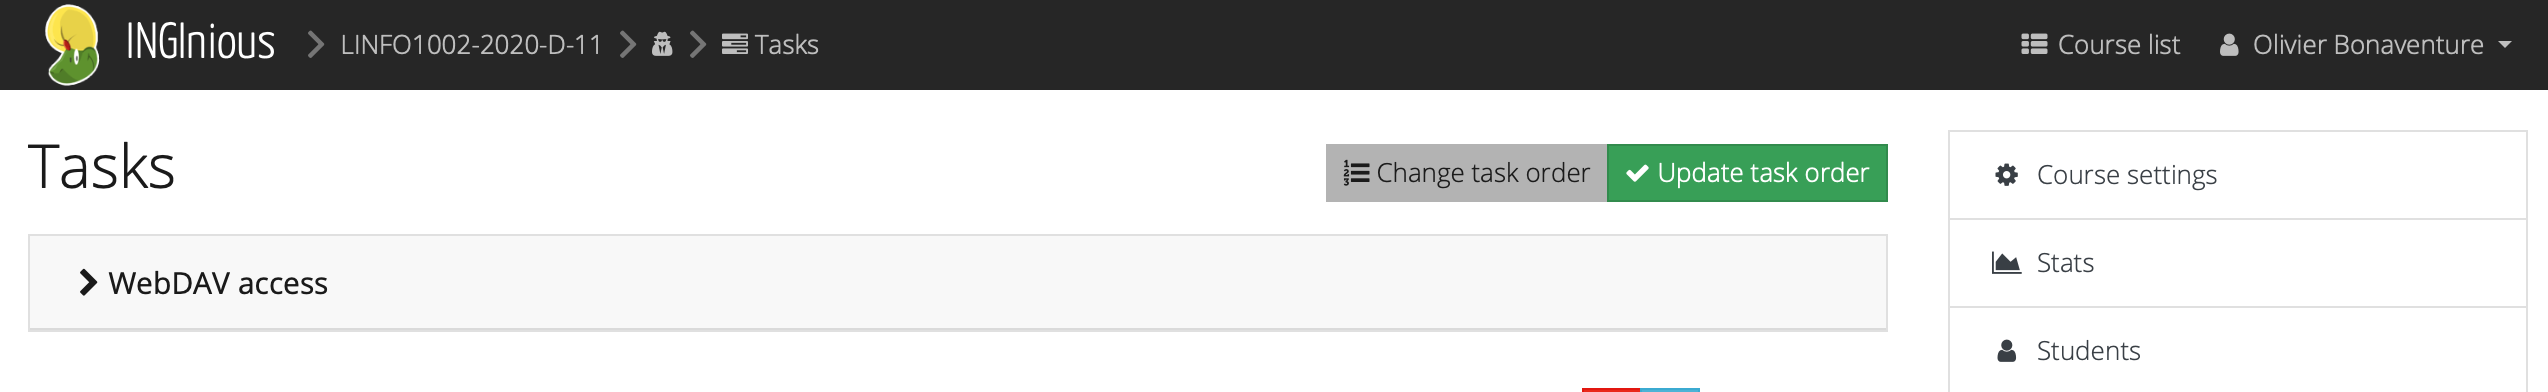 INGInious LINFO1002-2020-D-11 Tasks Course list Olivier Bonaventure
Tasks
Change task order Update task order
WebDAV access
Course settings
Stats
Students